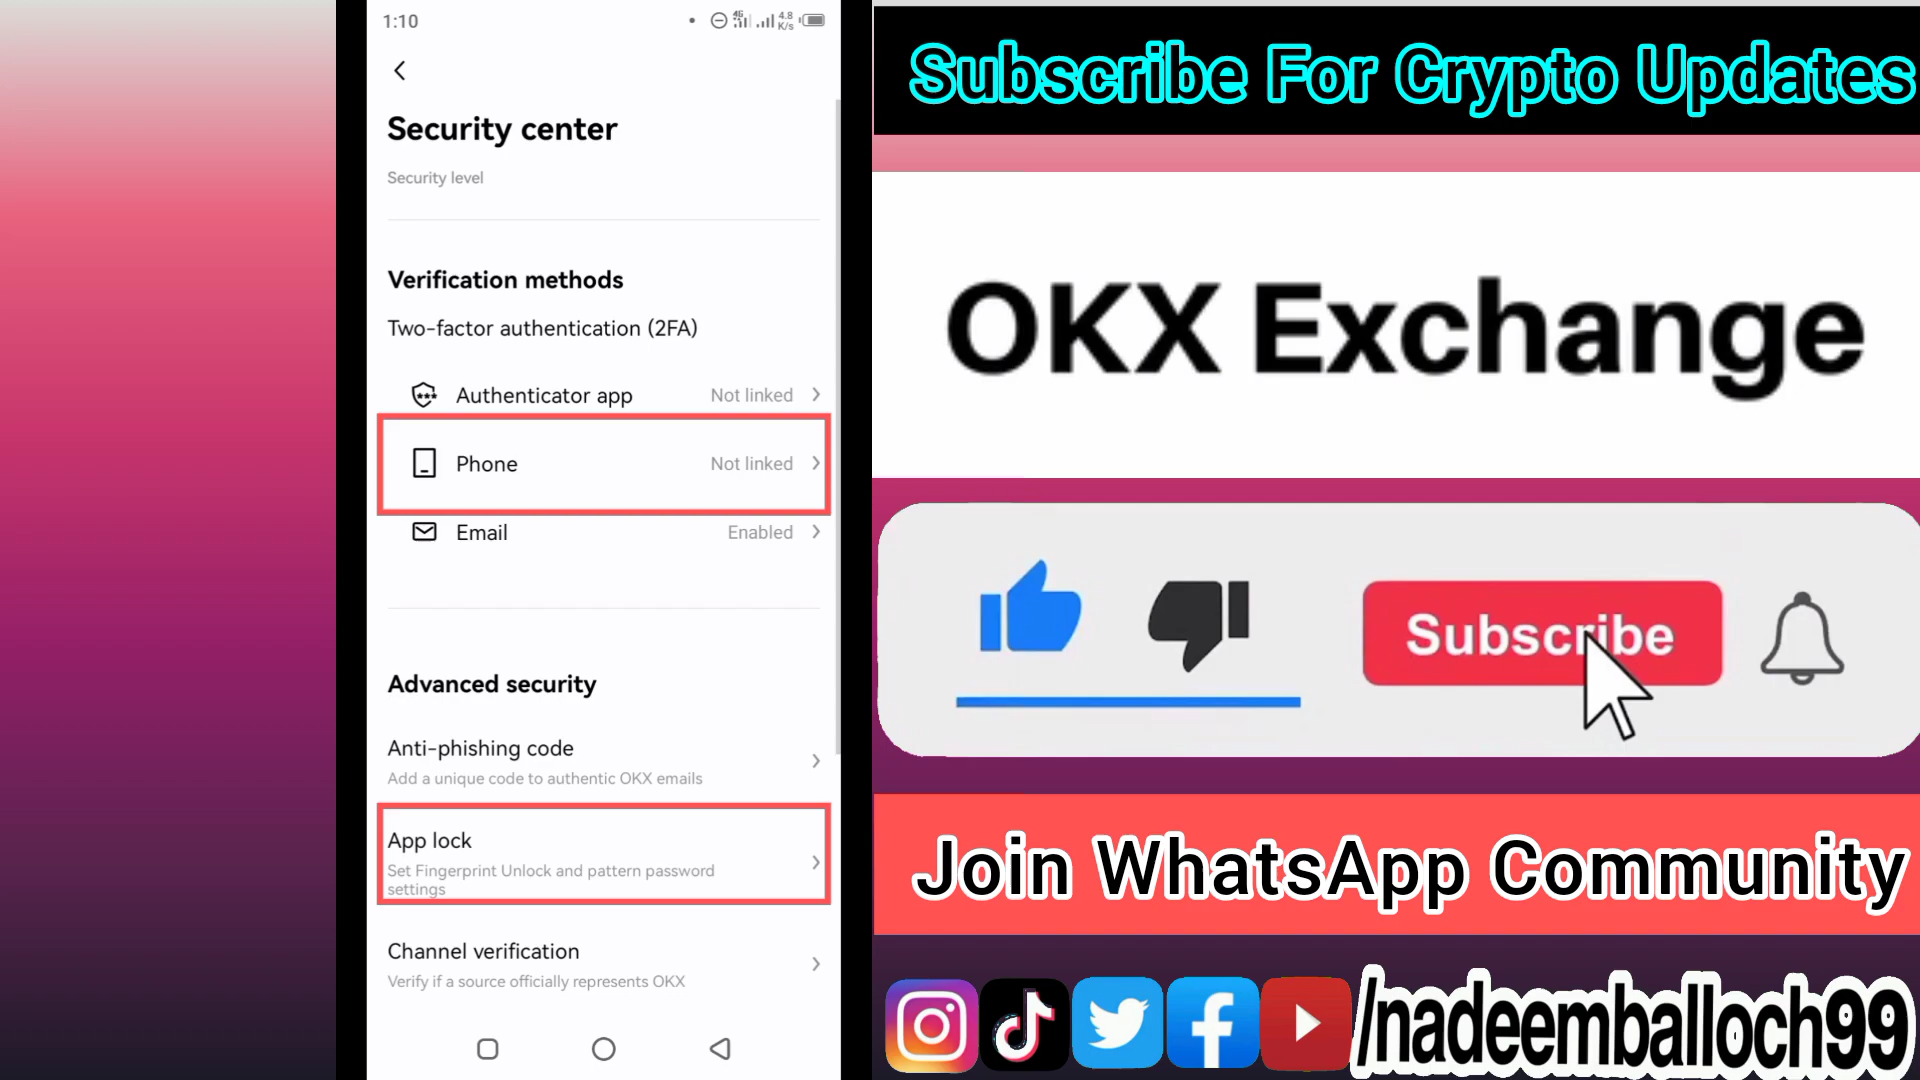 1:10
4G
4.8
K/s
Security center
Security level
Verification methods
Two-factor authentication (2FA)
Authenticator app Not linked
Phone Not linked
Email Enabled
Advanced security
Anti-phishing code
Add a unique code to authentic OKX emails
App lock
Set Fingerprint Unlock and pattern password
settings
Channel verification
Verify if a source officially represents OKX
Subscribe For Crypto Updates
OKX Exchange
Subscribe
Join WhatsApp Community
/nadeemballoch99